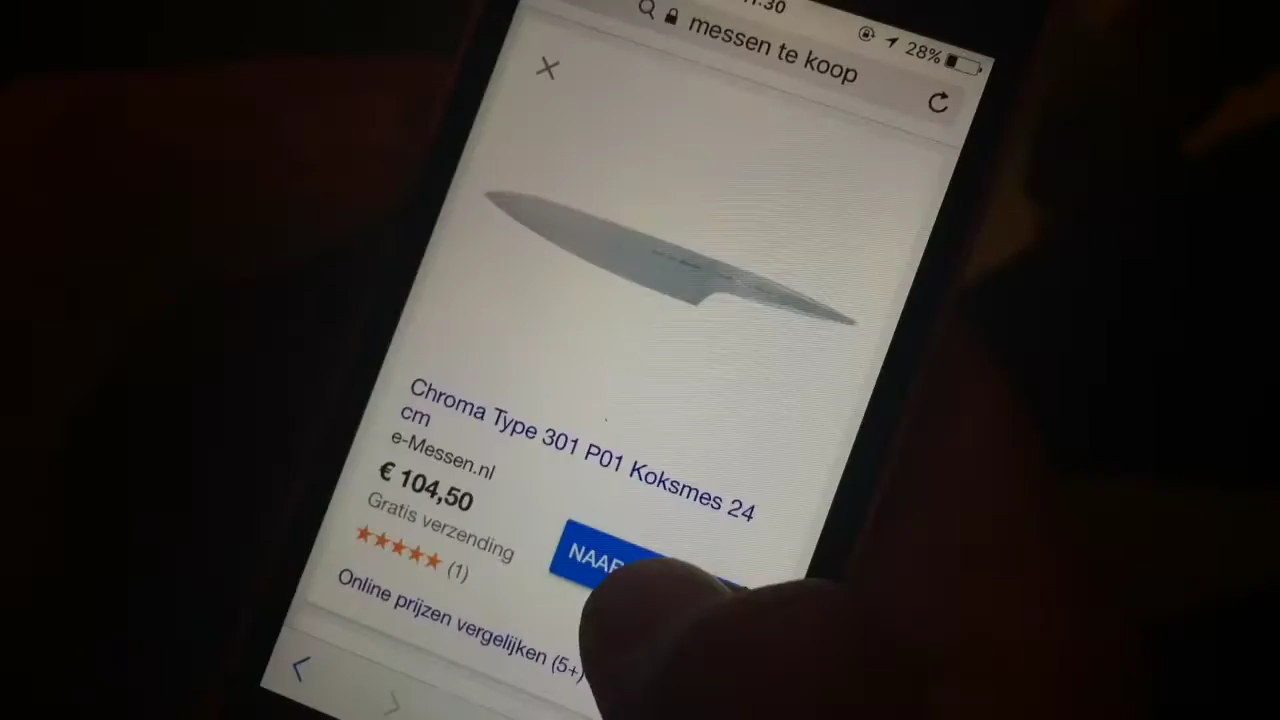 28%
messen te koop
Chroma Type 301 P01 Koksmes 24
cm
e-Messen.nl
€ 104,50
Gratis verzending
(1)
Online prijzen vergelijken (5+)